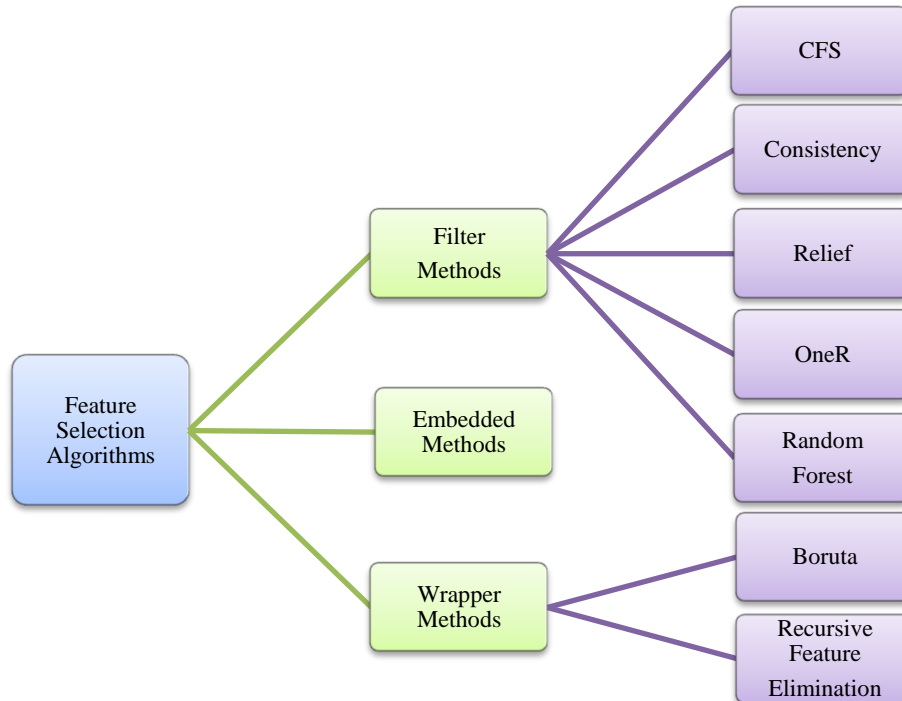 Feature
Selection
Algorithms
Filter
Methods
Embedded
Methods
Wrapper
Methods
CFS
Consistency
Relief
OneR
Random
Forest
Boruta
Recursive
Feature
Elimination